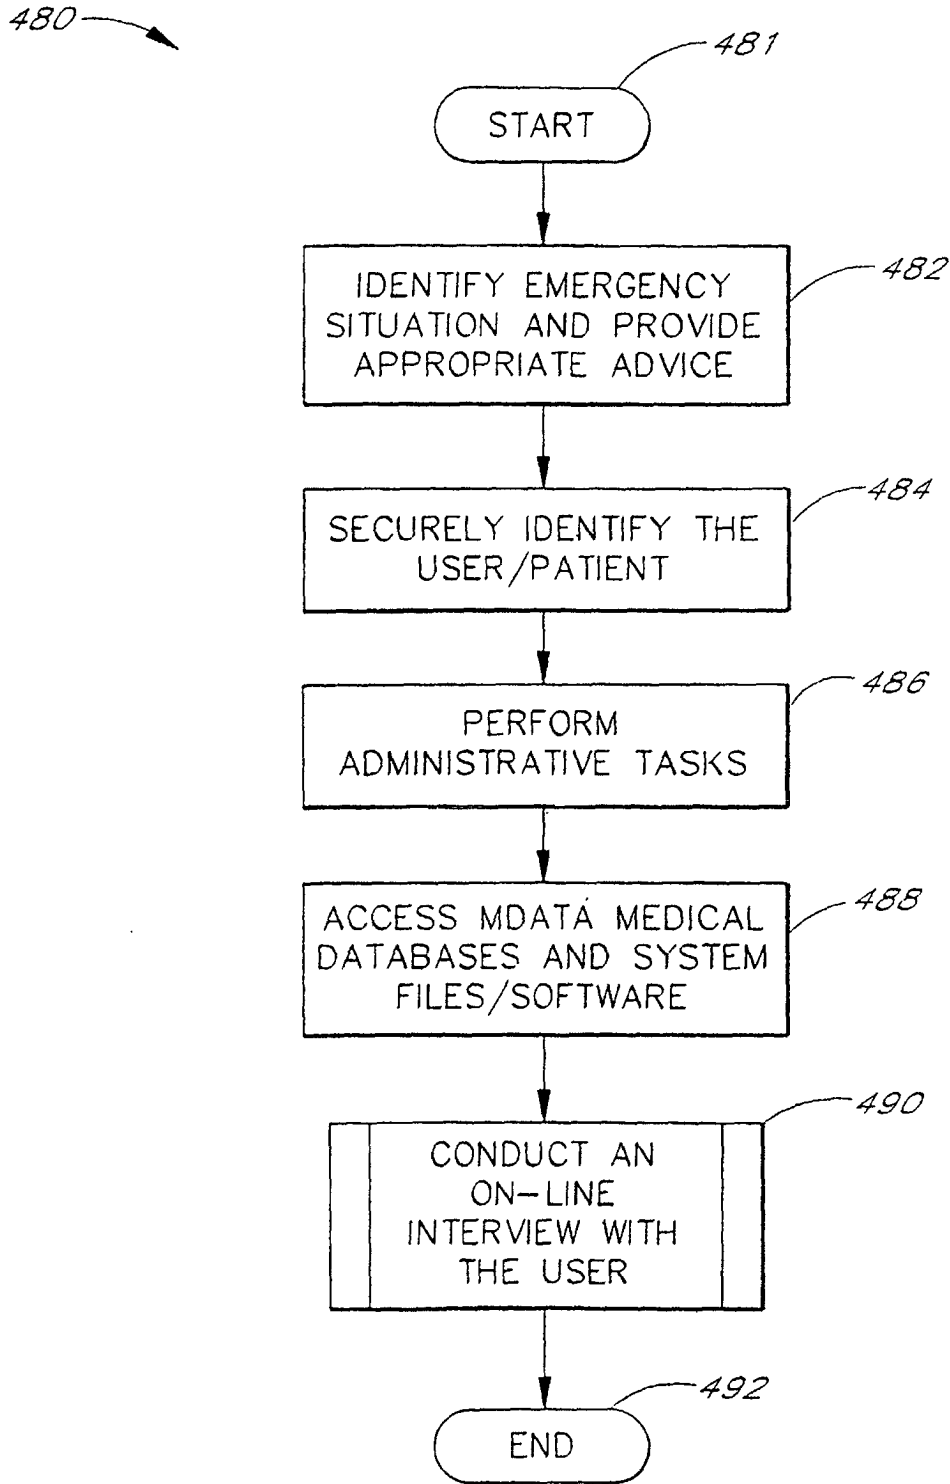 480
481
START
482
IDENTIFY EMERGENCY
SITUATION AND PROVIDE
APPROPRIATE ADVICE
484
SECURELY IDENTIFY THE
USER/PATIENT
486
PERFORM
ADMINISTRATIVE TASKS
488
ACCESS MDATA MEDICAL
DATABASES AND SYSTEM
FILES/SOFTWARE
490
CONDUCT AN
ON-LINE
INTERVIEW WITH
THE USER
492
END